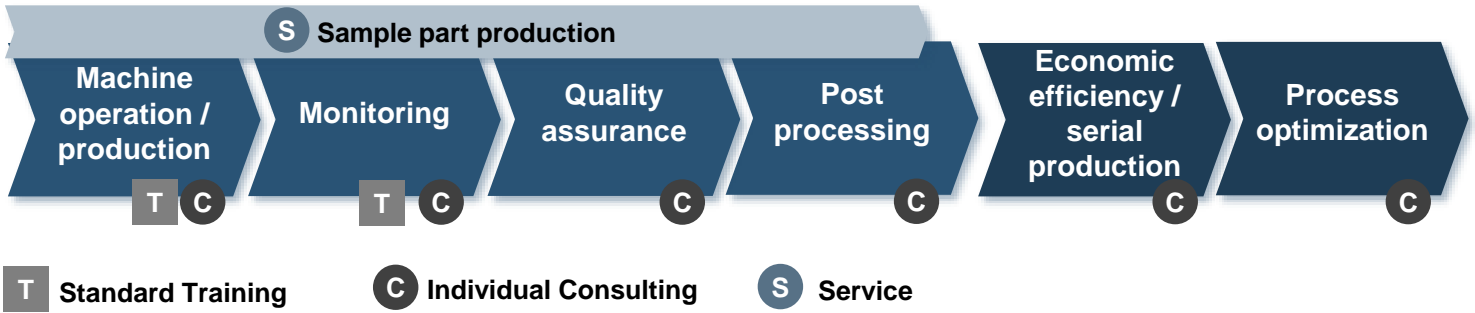 S Sample part production
Machine
operation /
production
T C
Monitoring
T C
Quality
assurance
C
Post
processing
C
Economic
efficiency /
serial
production
C
Process
optimization
C
T Standard Training
C Individual Consulting
S Service